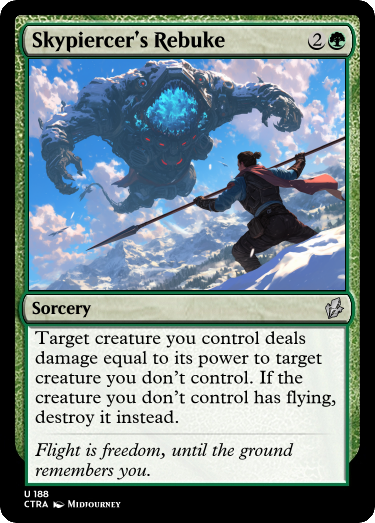 Skypiercer's Rebuke 2
Sorcery
Target creature you control deals
damage equal to its power to target
creature you don't control. If the
creature you don't control has flying,
destroy it instead.
Flight is freedom, until the ground
remembers you.
U 188
CTRA Midjourney